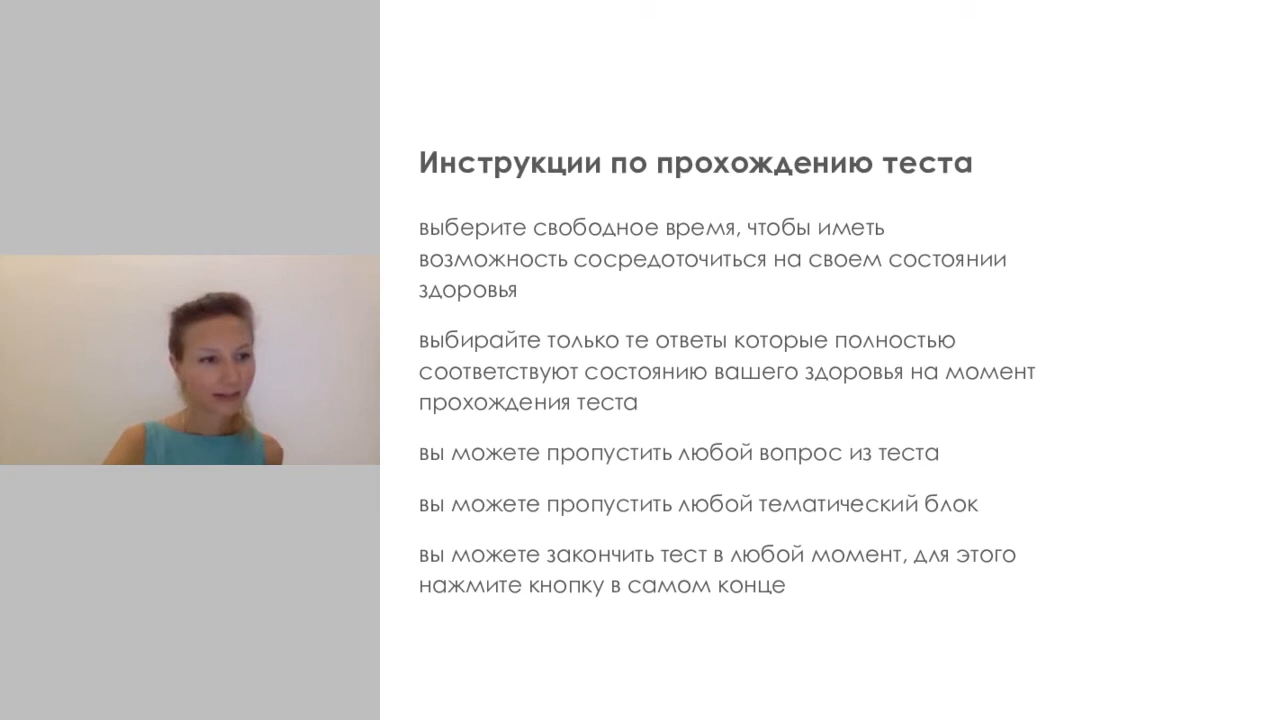 Инструкции по прохождению теста
выберите свободное время, чтобы иметь
возможность сосредоточиться на своем состоянии
здоровья
выбирайте только те ответы которые полностью
соответствуют состоянию вашего здоровья на момент
прохождения теста
вы можете пропустить любой вопрос из теста
вы можете пропустить любой тематический блок
вы можете закончить тест в любой момент, для этого
нажмите кнопку в самом конце